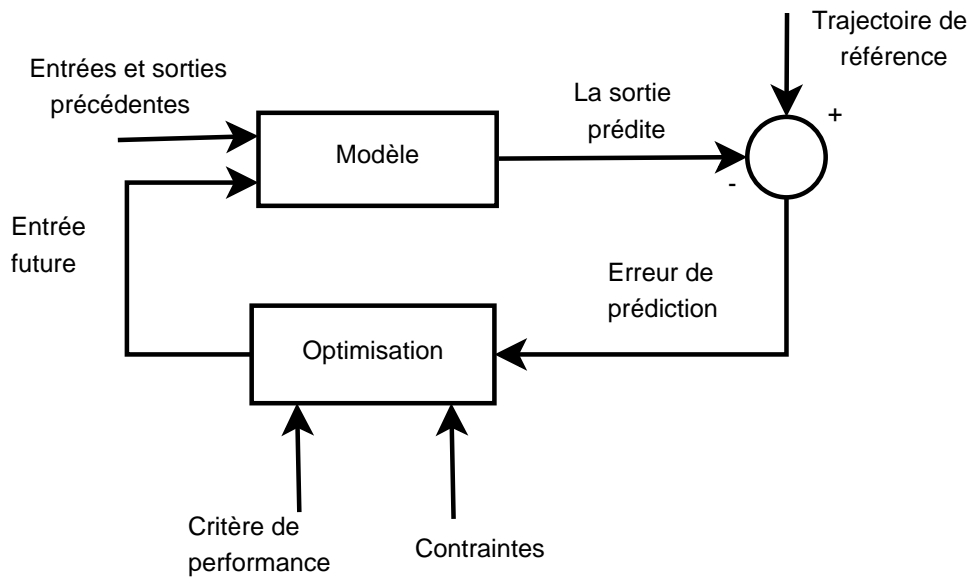 Trajectoire de
référence
Entrées et sorties
précédentes
La sortie
prédite
+
Modèle
-
Entrée
future
Erreur de
prédiction
Optimisation
Critère de
performance
Contraintes